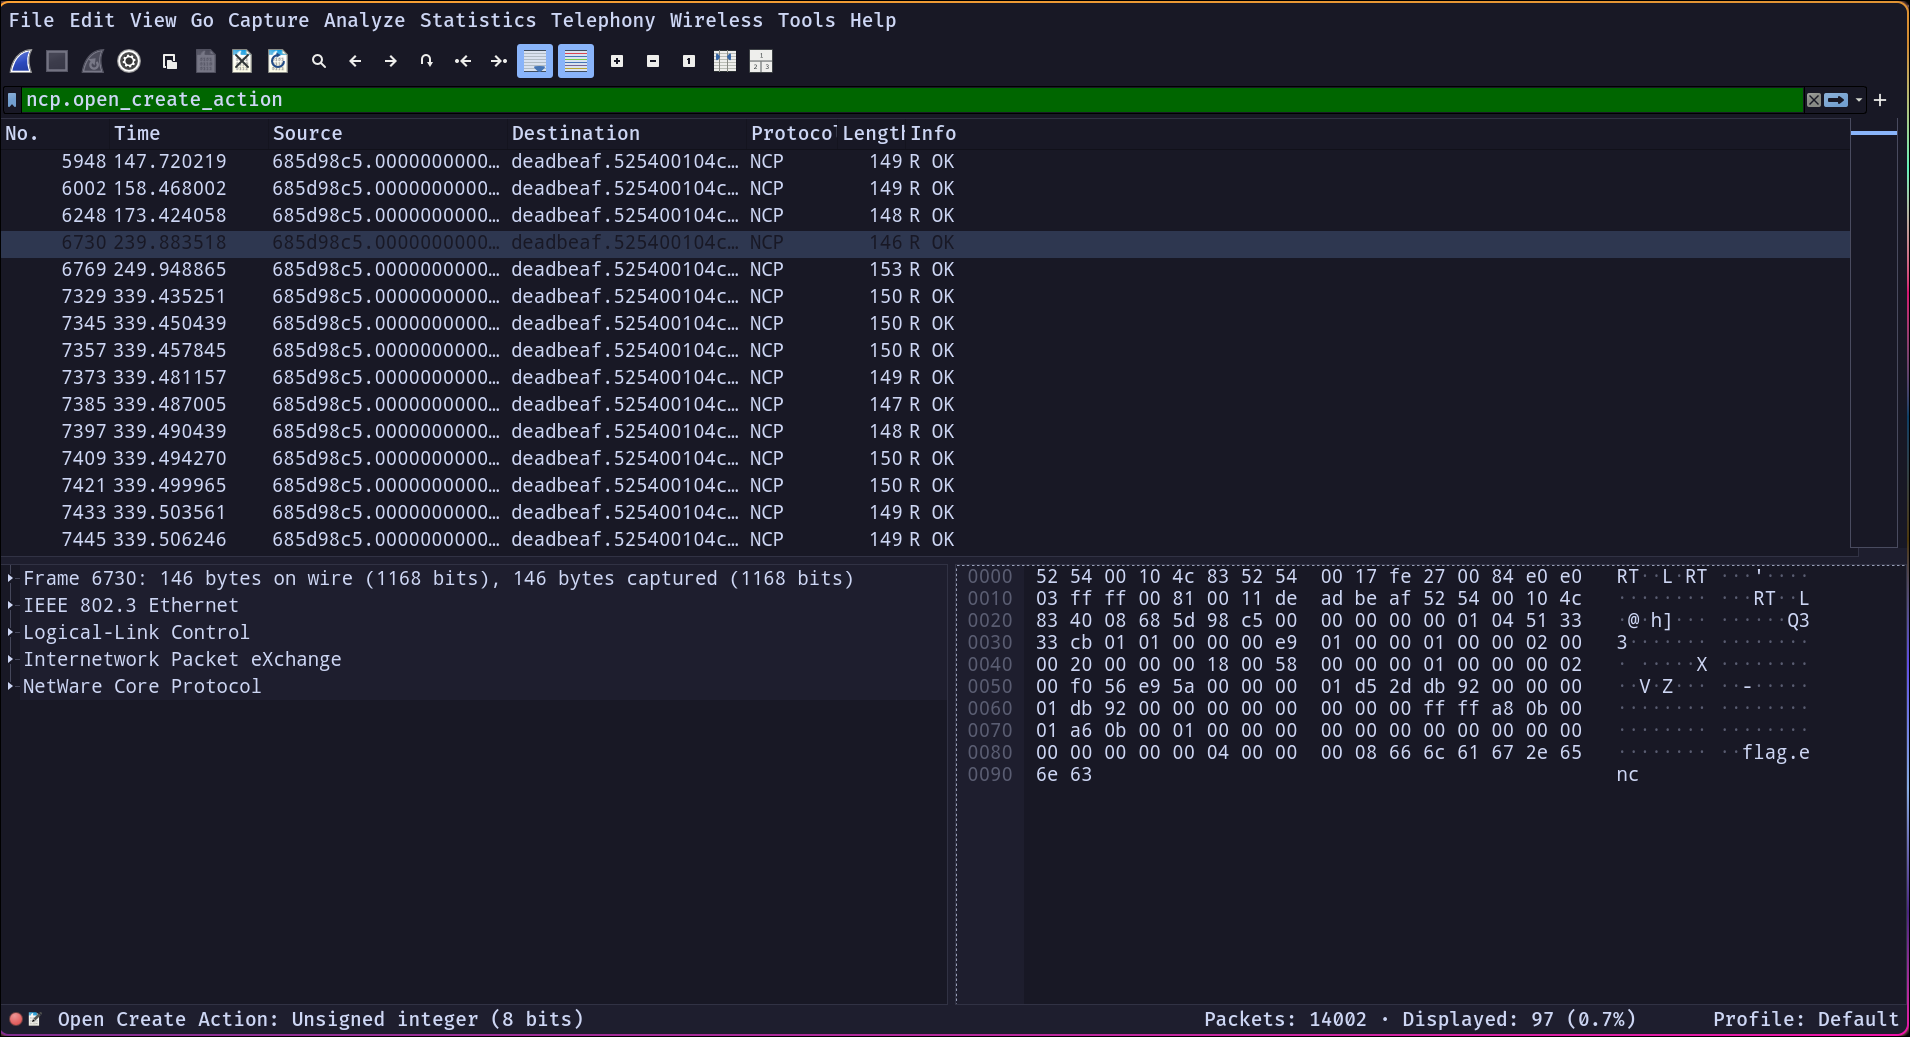 File Edit View Go Capture Analyze Statistics Telephony Wireless Tools Help
ncp.open_create_action
No. Time Source Destination Protocol Length Info
5948 147.720219 685d98c5.0000000000… deadbeaf.525400104c… NCP 149 R OK
6002 158.468002 685d98c5.0000000000… deadbeaf.525400104c… NCP 149 R OK
6248 173.424058 685d98c5.0000000000… deadbeaf.525400104c… NCP 148 R OK
6730 239.883518 685d98c5.0000000000… deadbeaf.525400104c… NCP 146 R OK
6769 249.948865 685d98c5.0000000000… deadbeaf.525400104c… NCP 153 R OK
7329 339.435251 685d98c5.0000000000… deadbeaf.525400104c… NCP 150 R OK
7345 339.450439 685d98c5.0000000000… deadbeaf.525400104c… NCP 150 R OK
7357 339.457845 685d98c5.0000000000… deadbeaf.525400104c… NCP 150 R OK
7373 339.481157 685d98c5.0000000000… deadbeaf.525400104c… NCP 149 R OK
7385 339.487005 685d98c5.0000000000… deadbeaf.525400104c… NCP 147 R OK
7397 339.490439 685d98c5.0000000000… deadbeaf.525400104c… NCP 148 R OK
7409 339.494270 685d98c5.0000000000… deadbeaf.525400104c… NCP 150 R OK
7421 339.499965 685d98c5.0000000000… deadbeaf.525400104c… NCP 150 R OK
7433 339.503561 685d98c5.0000000000… deadbeaf.525400104c… NCP 149 R OK
7445 339.506246 685d98c5.0000000000… deadbeaf.525400104c… NCP 149 R OK
Frame 6730: 146 bytes on wire (1168 bits), 146 bytes captured (1168 bits)
IEEE 802.3 Ethernet
Logical-Link Control
Internetwork Packet eXchange
NetWare Core Protocol
0000 52 54 00 10 4c 83 52 54 00 17 fe 27 00 84 e0 e0 RT··L·RT ···'····
0010 03 ff ff 00 81 00 11 de ad be af 52 54 00 10 4c ········ ···RT··L
0020 83 40 08 68 5d 98 c5 00 00 00 00 00 01 04 51 33 ·@·h]··· ······Q3
0030 33 cb 01 01 00 00 00 e9 01 00 00 01 00 00 02 00 3······· ········
0040 00 20 00 00 00 18 00 58 00 00 00 01 00 00 00 02 · ·····X ········
0050 00 f0 56 e9 5a 00 00 00 01 d5 2d db 92 00 00 00 ··V·Z··· ··-·····
0060 01 db 92 00 00 00 00 00 00 00 ff ff a8 0b 00 ········ ········
0070 01 a6 0b 00 01 00 00 00 00 00 00 00 00 00 00 00 ········ ········
0080 00 00 00 00 00 04 00 00 00 08 66 6c 61 67 2e 65 ········ ··flag.e
0090 6e 63 nc
Open Create Action: Unsigned integer (8 bits) Packets: 14002 · Displayed: 97 (0.7%) Profile: Default